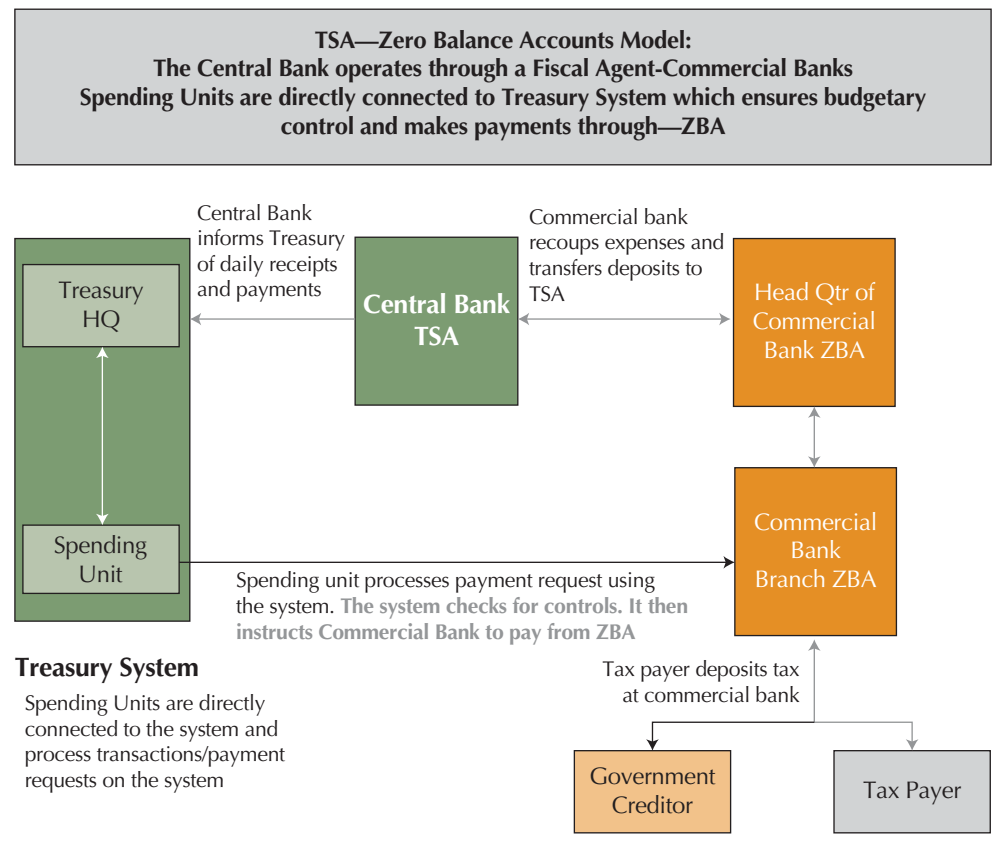 TSA—Zero Balance Accounts Model:
The Central Bank operates through a Fiscal Agent-Commercial Banks
Spending Units are directly connected to Treasury System which ensures budgetary
control and makes payments through—ZBA
Central Bank
informs Treasury
of daily receipts
and payments
Commercial bank
recoups expenses and
transfers deposits to
TSA
Treasury
HQ
Central Bank
TSA
Head Qtr of
Commercial
Bank ZBA
Spending
Unit
Commercial
Bank
Branch ZBA
Spending unit processes payment request using
the system. The system checks for controls. It then
instructs Commercial Bank to pay from ZBA
Treasury System
Spending Units are directly
connected to the system and
process transactions/payment
requests on the system
Tax payer deposits tax
at commercial bank
Government
Creditor
Tax Payer